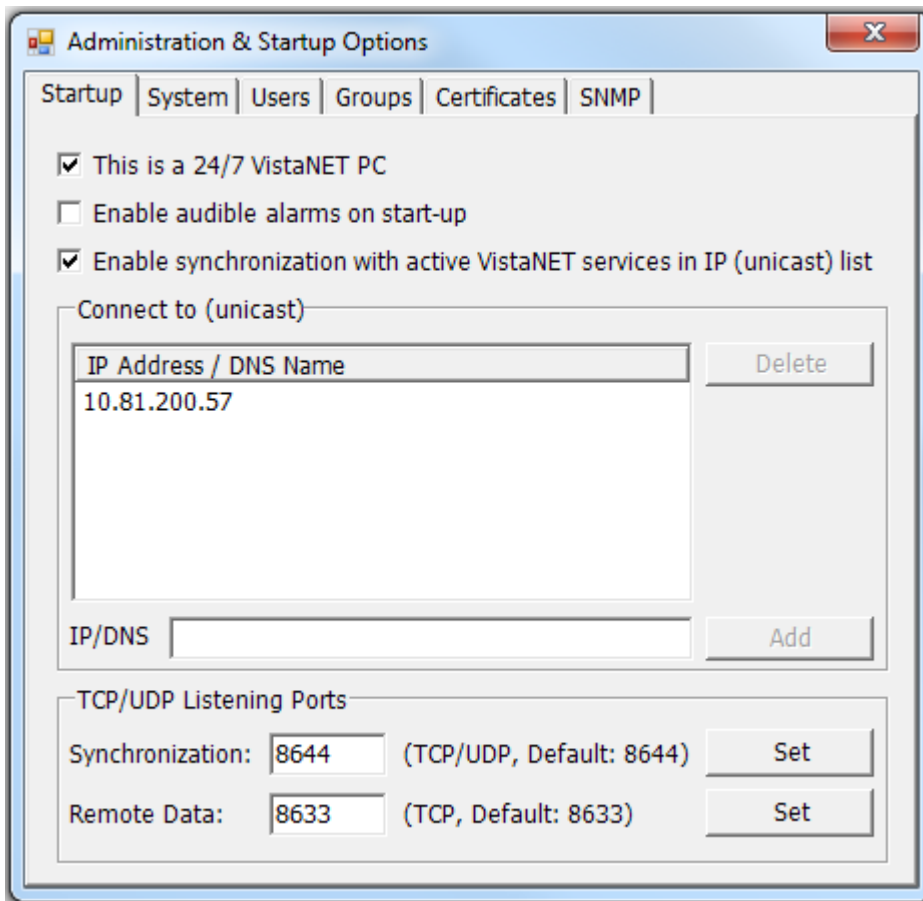 Administration & Startup Options
Startup System Users Groups Certificates SNMP
This is a 24/7 VistaNET PC
Enable audible alarms on start-up
Enable synchronization with active VistaNET services in IP (unicast) list
Connect to (unicast)
IP Address / DNS Name Delete
10.81.200.57
IP/DNS Add
TCP/UDP Listening Ports
Synchronization: 8644 (TCP/UDP, Default: 8644) Set
Remote Data: 8633 (TCP, Default: 8633) Set